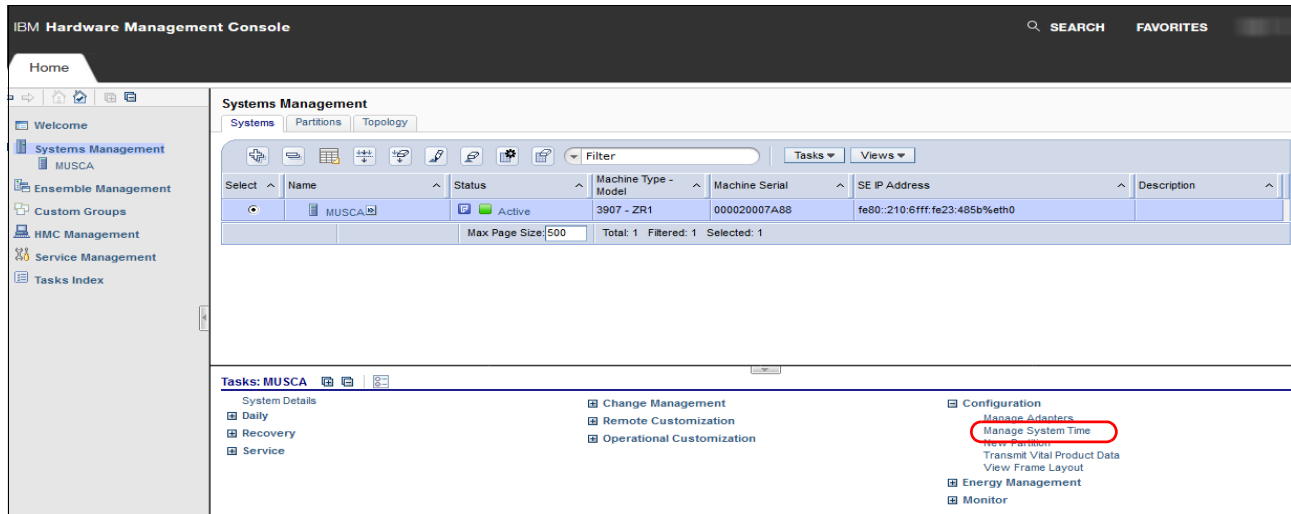 IBM Hardware Management Console
SEARCH FAVORITES
Home
Welcome
Systems Management
MUSCA
Ensemble Management
Custom Groups
HMC Management
Service Management
Tasks Index
Systems Management
Systems Partitions Topology
Filter Tasks Views
Select Name Status Machine Type - Model Machine Serial SE IP Address Description
MUSCA Active 3907 - ZR1 000020007A88 fe80::210:6fff:fe23:485b%eth0
Max Page Size: 500 Total: 1 Filtered: 1 Selected: 1
Tasks: MUSCA
System Details
Daily
Recovery
Service
Change Management
Remote Customization
Operational Customization
Configuration
Manage Adapters
Manage System Time
New Partition
Transmit Vital Product Data
View Frame Layout
Energy Management
Monitor